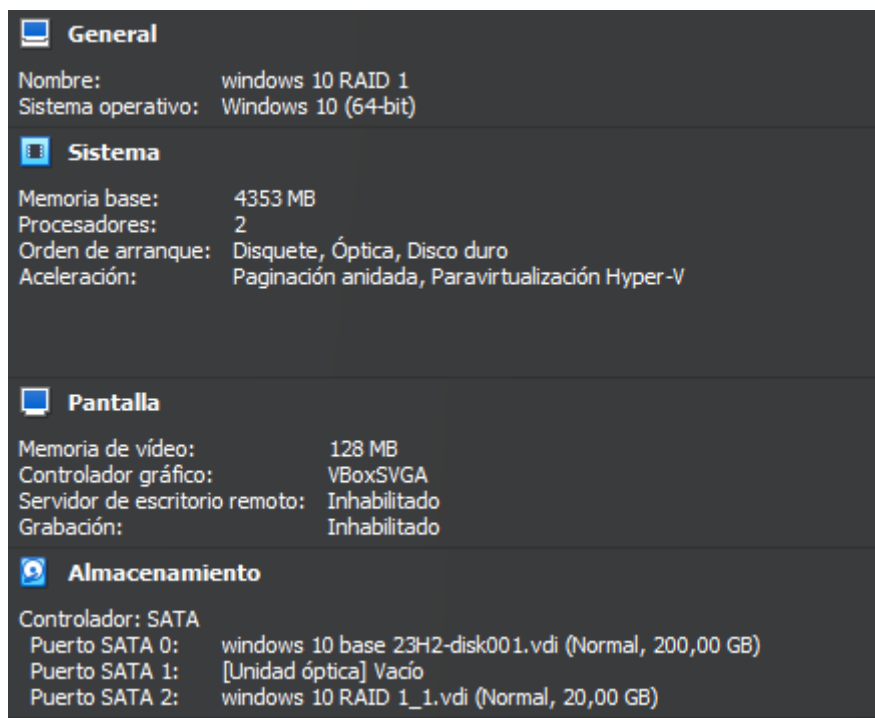 General
Nombre: windows 10 RAID 1
Sistema operativo: Windows 10 (64-bit)
Sistema
Memoria base: 4353 MB
Procesadores: 2
Orden de arranque: Disquete, Óptica, Disco duro
Aceleración: Paginación anidada, Paravirtualización Hyper-V
Pantalla
Memoria de vídeo: 128 MB
Controlador gráfico: VBoxSVGA
Servidor de escritorio remoto: Inhabilitado
Grabación: Inhabilitado
Almacenamiento
Controlador: SATA
Puerto SATA 0: windows 10 base 23H2-disk001.vdi (Normal, 200,00 GB)
Puerto SATA 1: [Unidad óptica] Vacío
Puerto SATA 2: windows 10 RAID 1_1.vdi (Normal, 20,00 GB)